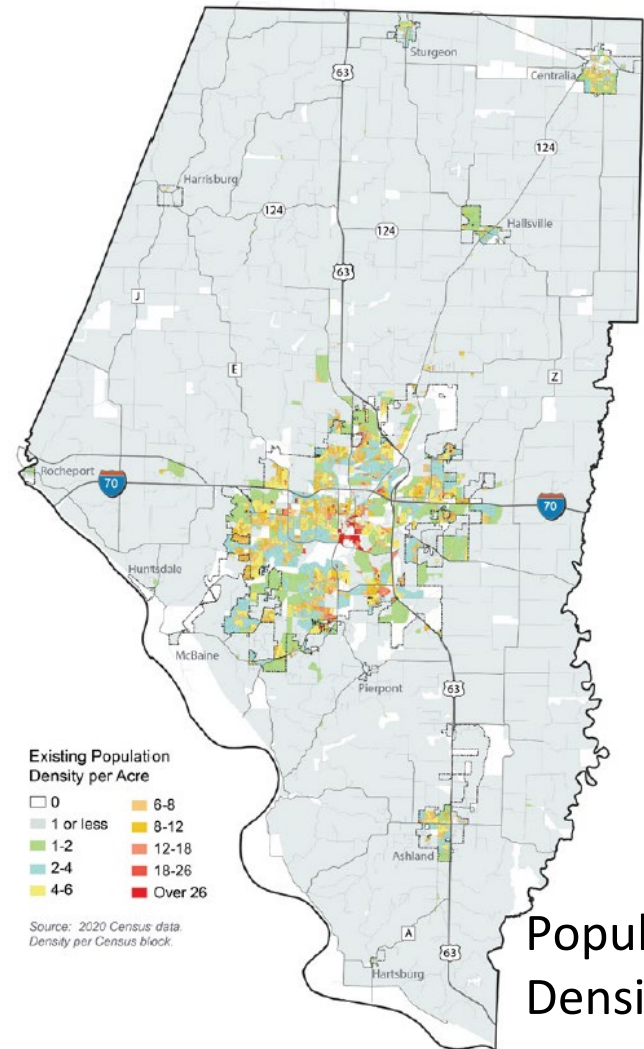 Sturgeon
63
Centralia
124
Harrisburg
124
124
Hallsville
63
J
E
Z
Rocheport
70
70
Huntsdale
McBaine
Pierpont
63
Existing Population
Density per Acre
0
1 or less
1-2
2-4
4-6
6-8
8-12
12-18
18-26
Over 26
Ashland
Source: 2020 Census data.
Density per Census block.
A
63
Hartsburg
Popul
Densi